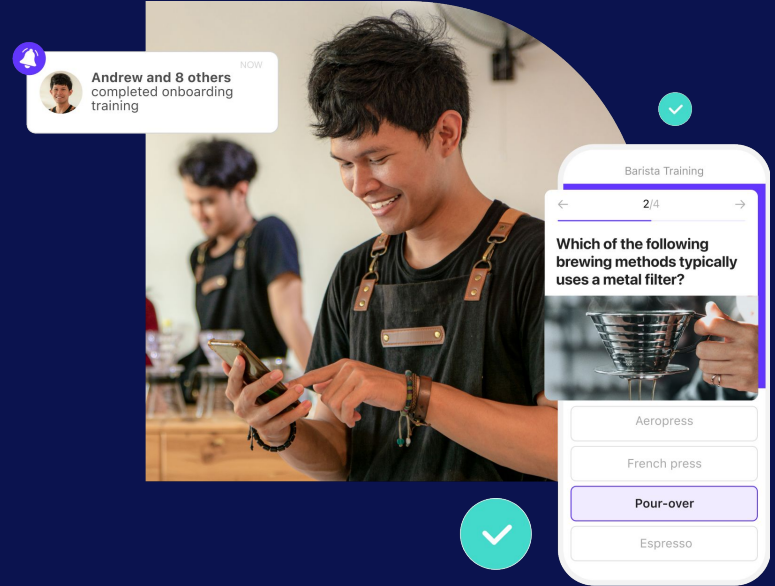 NOW
Andrew and 8 others
completed onboarding
training
Barista Training
2/4
Which of the following
brewing methods typically
uses a metal filter?
Aeropress
French press
Pour-over
Espresso